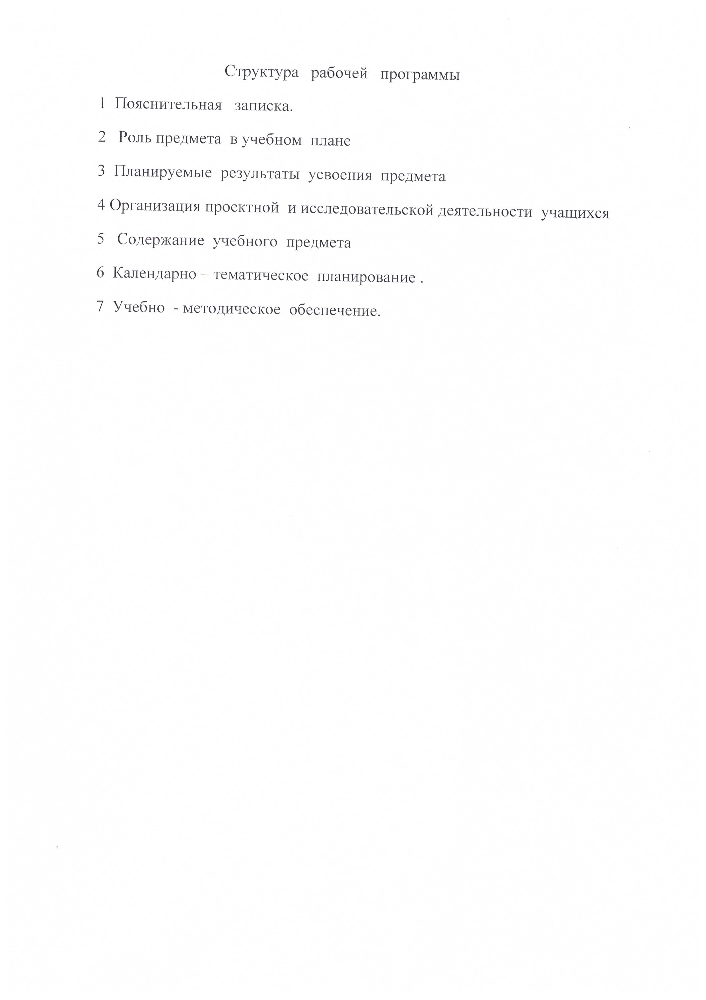 Структура рабочей программы
1 Пояснительная записка.
2 Роль предмета в учебном плане
3 Планируемые результаты усвоения предмета
4 Организация проектной и исследовательской деятельности учащихся
5 Содержание учебного предмета
6 Календарно – тематическое планирование .
7 Учебно - методическое обеспечение.